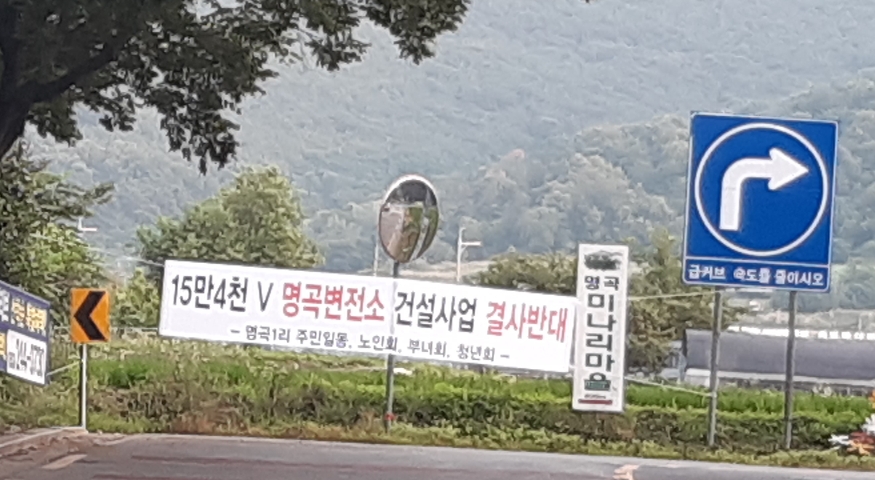 15만4천 V 명곡변전소 건설사업 결사반대
- 명곡1리 주민일동, 노인회, 부녀회, 청년회 -
명곡
미나리마을
급커브 속도를 줄이시오